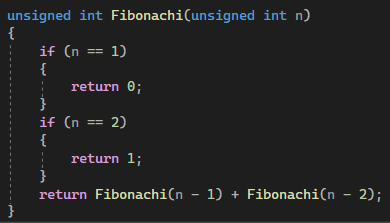 unsigned int Fibonachi(unsigned int n)
{
    if (n == 1)
    {
        return 0;
    }
    if (n == 2)
    {
        return 1;
    }
    return Fibonachi(n - 1) + Fibonachi(n - 2);
}